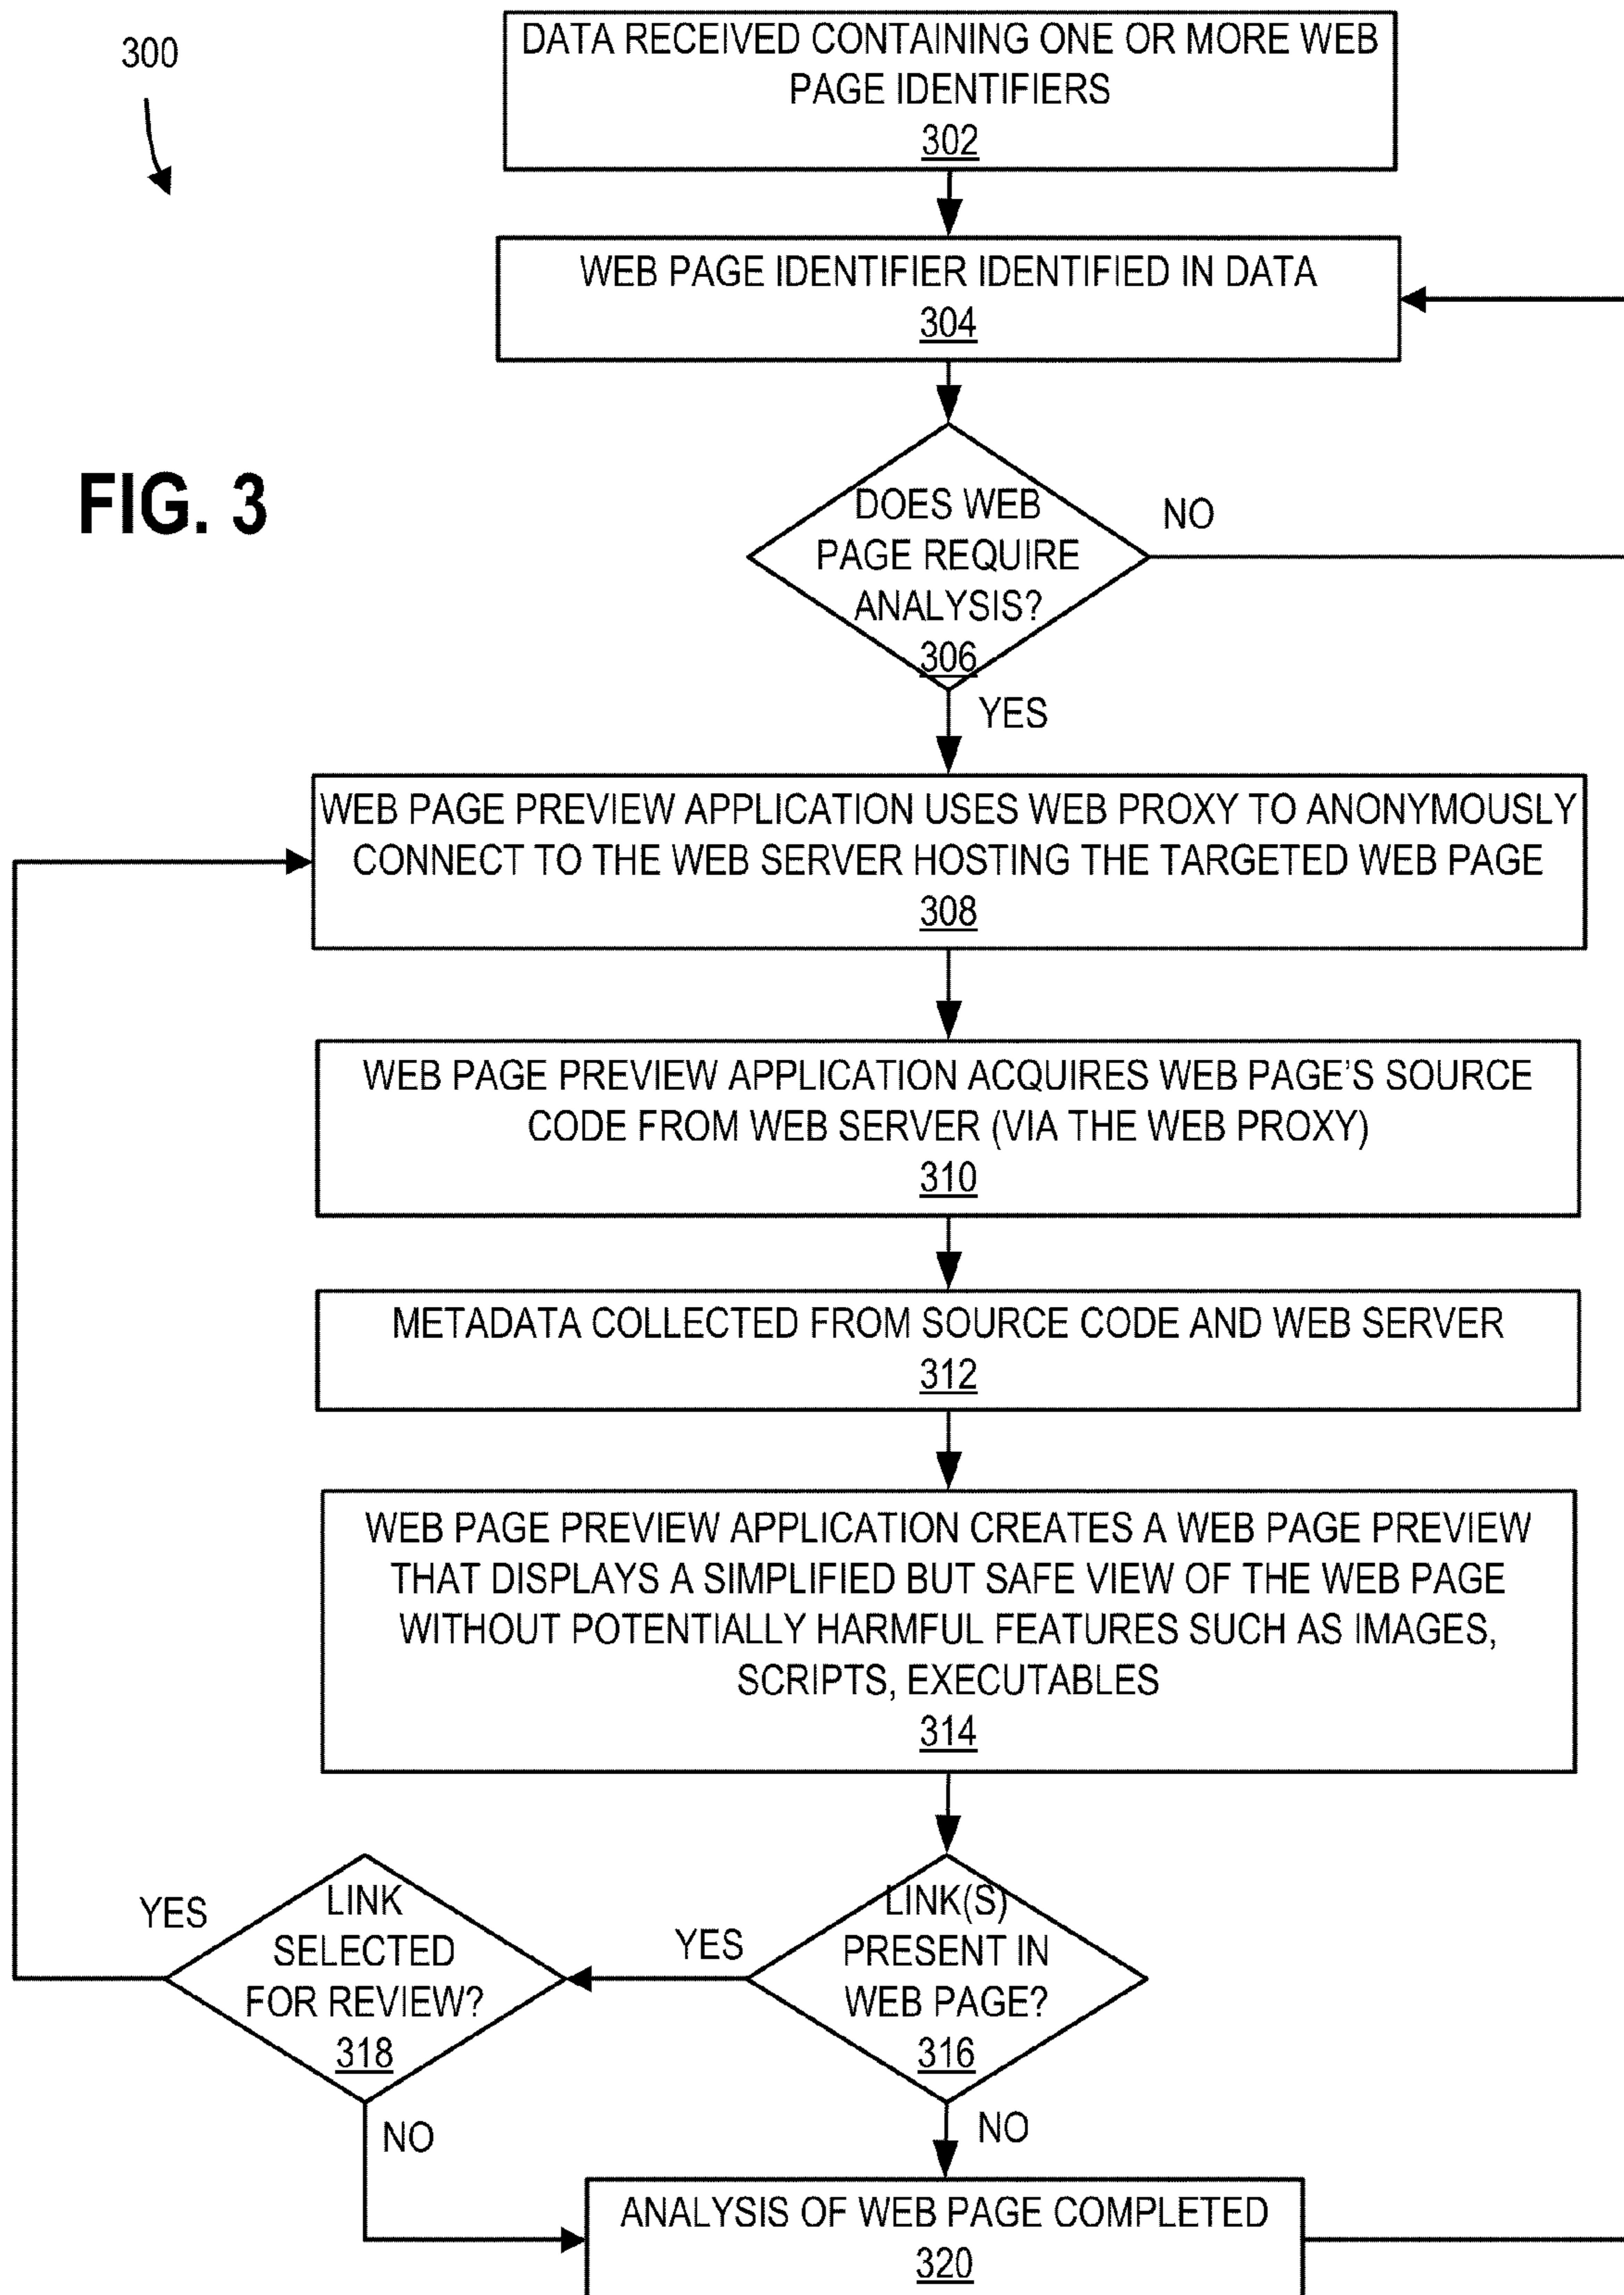 300
DATA RECEIVED CONTAINING ONE OR MORE WEB
PAGE IDENTIFIERS
302
WEB PAGE IDENTIFIER IDENTIFIED IN DATA
304
FIG. 3
DOES WEB
PAGE REQUIRE
ANALYSIS?
306
NO
YES
WEB PAGE PREVIEW APPLICATION USES WEB PROXY TO ANONYMOUSLY
CONNECT TO THE WEB SERVER HOSTING THE TARGETED WEB PAGE
308
WEB PAGE PREVIEW APPLICATION ACQUIRES WEB PAGE'S SOURCE
CODE FROM WEB SERVER (VIA THE WEB PROXY)
310
METADATA COLLECTED FROM SOURCE CODE AND WEB SERVER
312
WEB PAGE PREVIEW APPLICATION CREATES A WEB PAGE PREVIEW
THAT DISPLAYS A SIMPLIFIED BUT SAFE VIEW OF THE WEB PAGE
WITHOUT POTENTIALLY HARMFUL FEATURES SUCH AS IMAGES,
SCRIPTS, EXECUTABLES
314
LINK(S)
PRESENT IN
WEB PAGE?
316
YES
NO
LINK
SELECTED
FOR REVIEW?
318
YES
NO
ANALYSIS OF WEB PAGE COMPLETED
320